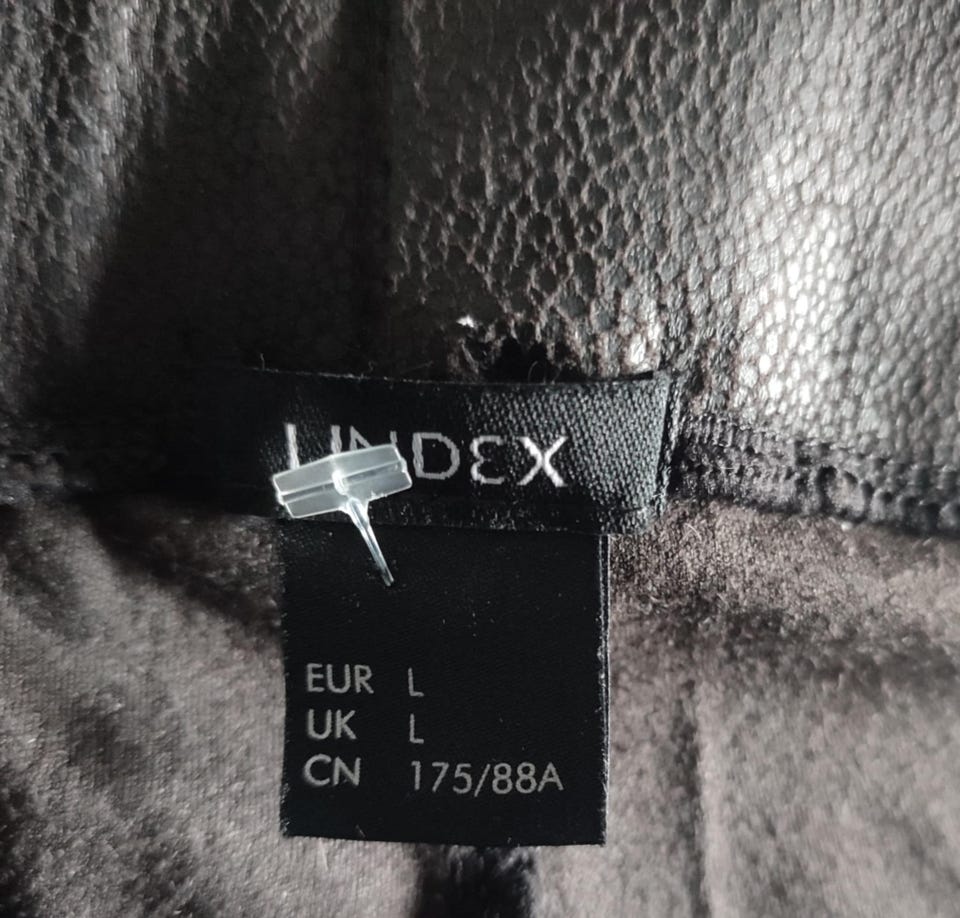 LINDEX
EUR L
UK L
CN 175/88A